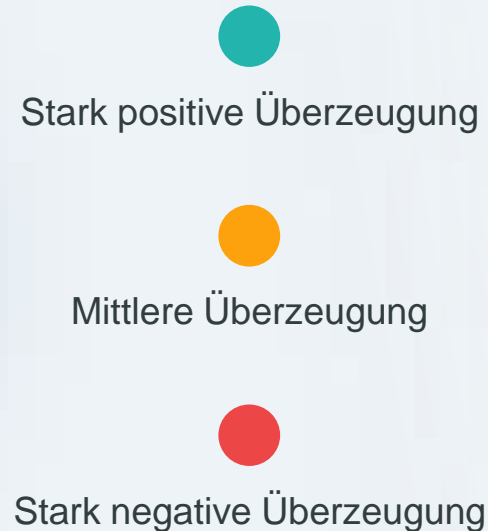 Stark positive Überzeugung
Mittlere Überzeugung
Stark negative Überzeugung